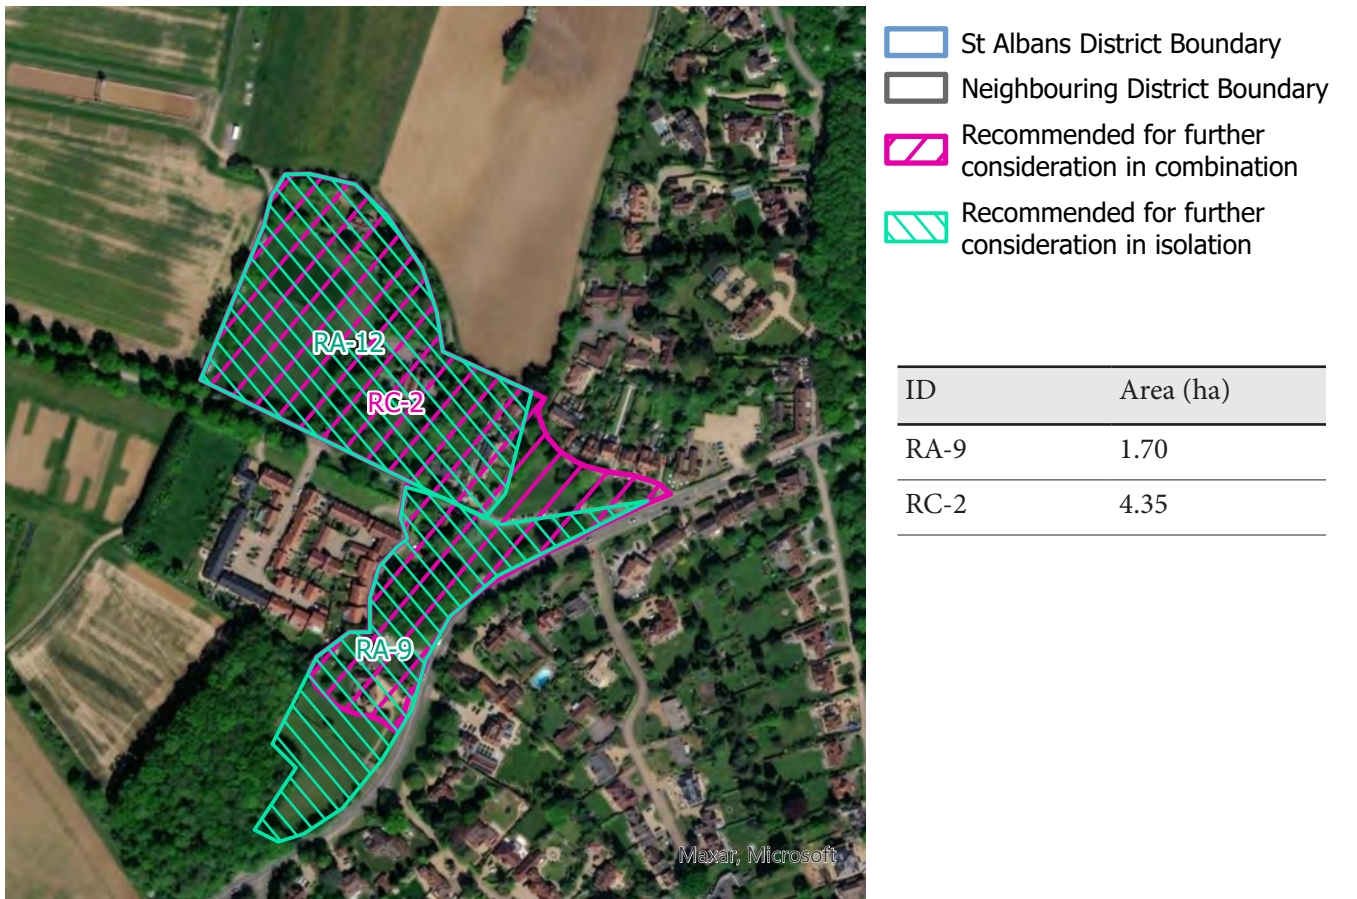 St Albans District Boundary
Neighbouring District Boundary
Recommended for further
consideration in combination
Recommended for further
consideration in isolation
RA-12
RC-2
RA-9
Maxar, Microsoft
ID Area (ha)
RA-9 1.70
RC-2 4.35